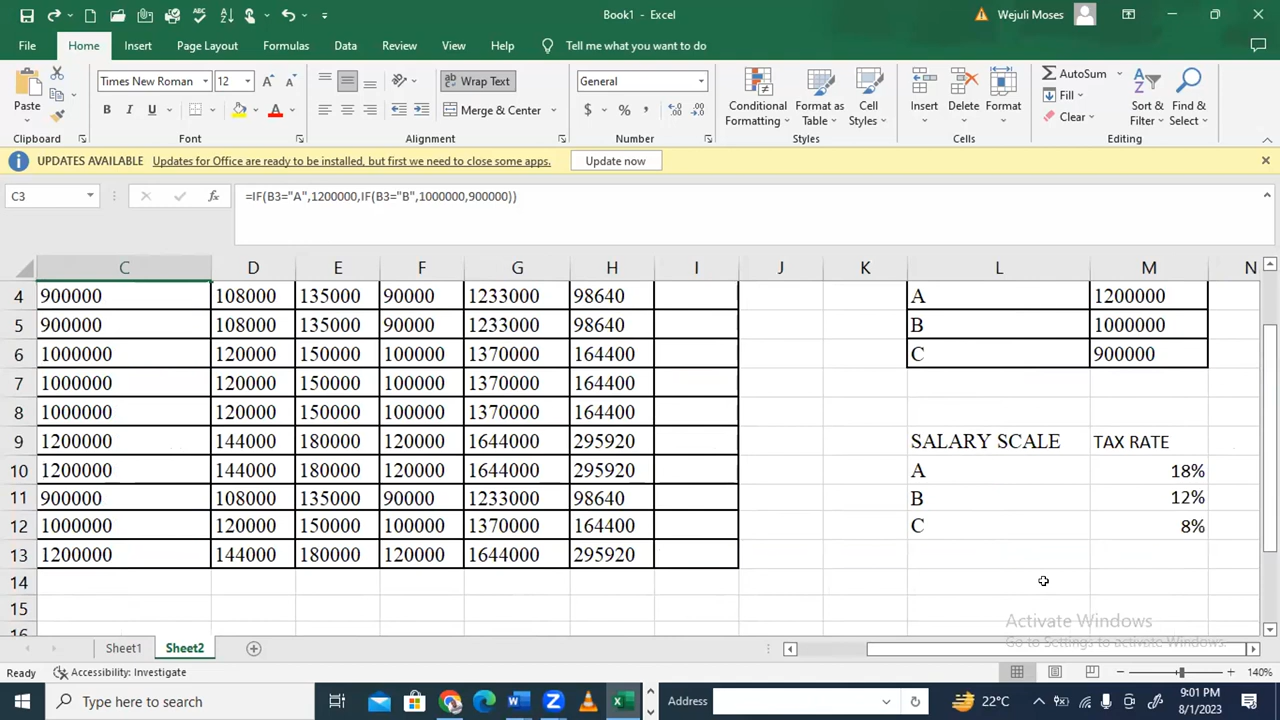 Book1 - Excel
Wejuli Moses
File Home Insert Page Layout Formulas Data Review View Help Tell me what you want to do
Paste
Clipboard
Times New Roman 12
B I U
Font
Wrap Text
Merge & Center
Alignment
General
$ % ,
Number
Conditional Formatting
Format as Table
Cell Styles
Styles
Insert
Delete
Format
Cells
AutoSum
Fill
Clear
Sort & Filter
Find & Select
Editing
UPDATES AVAILABLE Updates for Office are ready to be installed, but first we need to close some apps. Update now
C3 fx =IF(B3="A",1200000,IF(B3="B",1000000,900000))
C D E F G H I J K L M N
4 900000 108000 135000 90000 1233000 98640 A 1200000
5 900000 108000 135000 90000 1233000 98640 B 1000000
6 1000000 120000 150000 100000 1370000 164400 C 900000
7 1000000 120000 150000 100000 1370000 164400
8 1000000 120000 150000 100000 1370000 164400
9 1200000 144000 180000 120000 1644000 295920 SALARY SCALE TAX RATE
10 1200000 144000 180000 120000 1644000 295920 A 18%
11 900000 108000 135000 90000 1233000 98640 B 12%
12 1000000 120000 150000 100000 1370000 164400 C 8%
13 1200000 144000 180000 120000 1644000 295920
14
15
16
Activate Windows
Go to Settings to activate Windows.
Sheet1 Sheet2
Ready Accessibility: Investigate 140%
Type here to search
Address
22°C
9:01 PM
8/1/2023